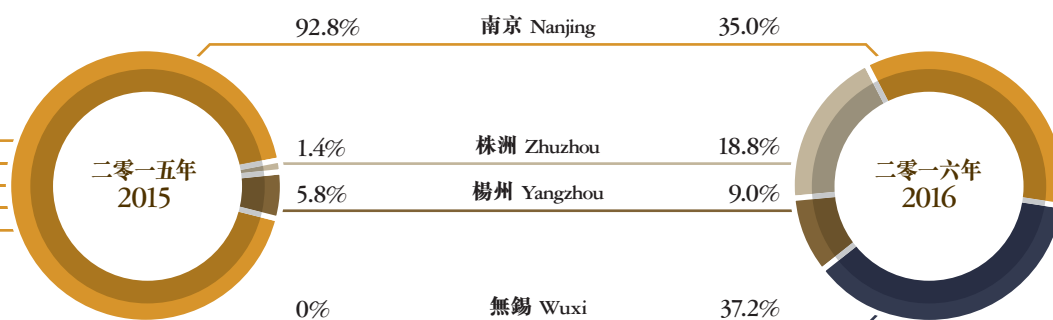 92.8% 南京 Nanjing 35.0%
1.4% 株洲 Zhuzhou 18.8%
二零一五年
2015
二零一六年
2016
5.8% 楊州 Yangzhou 9.0%
0% 無錫 Wuxi 37.2%